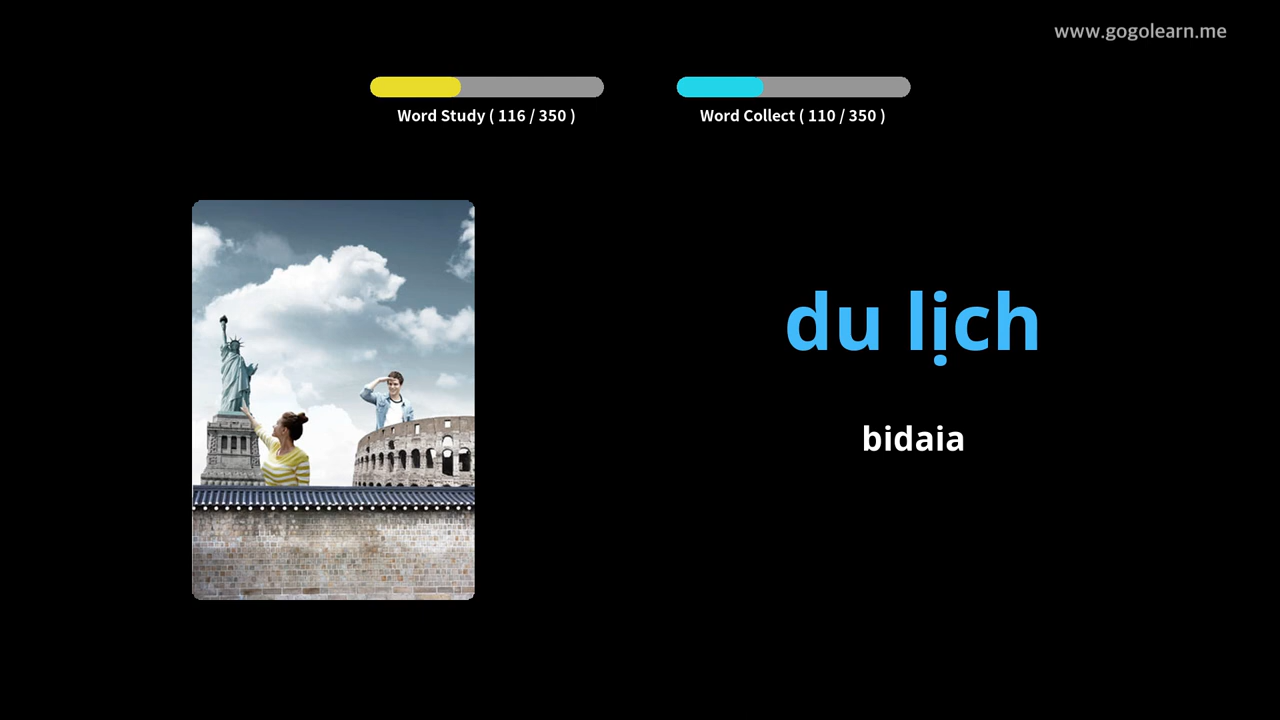 www.gogolearn.me
Word Study ( 116 / 350 )
Word Collect ( 110 / 350 )
du lịch
bidaia